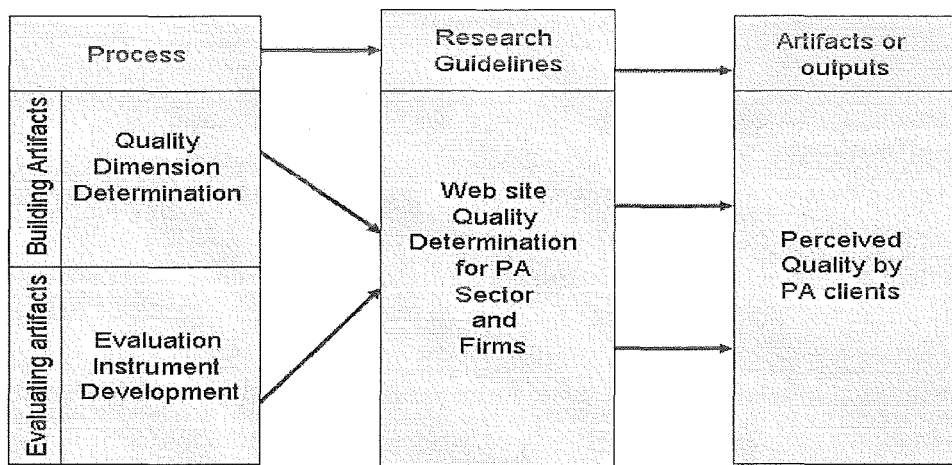 Process
Building Artifacts
Quality
Dimension
Determination
Evaluating artifacts
Evaluation
Instrument
Development
Research
Guidelines
Web site
Quality
Determination
for PA
Sector
and
Firms
Artifacts or
outputs
Perceived
Quality by
PA clients